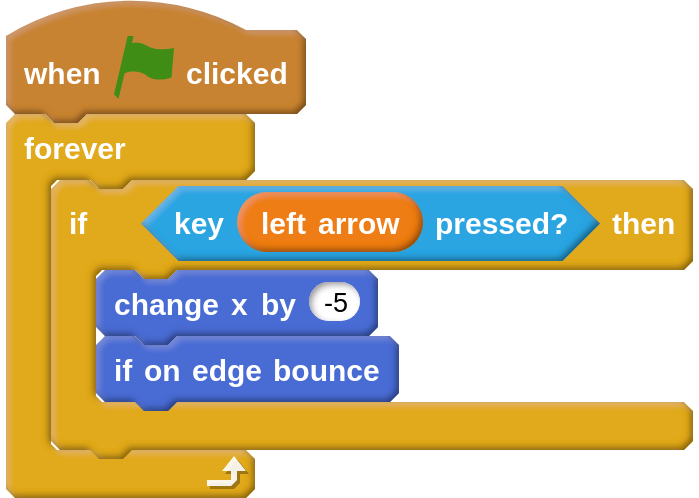 when clicked
forever
if key left arrow pressed? then
change x by -5
if on edge bounce